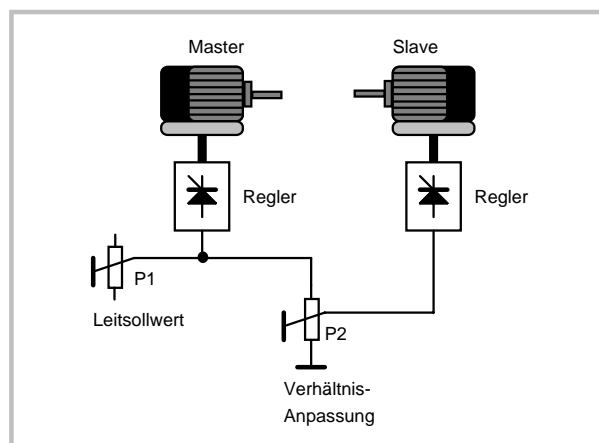 Master
Slave
Regler
Regler
P1
Leitsollwert
P2
Verhältnis-
Anpassung